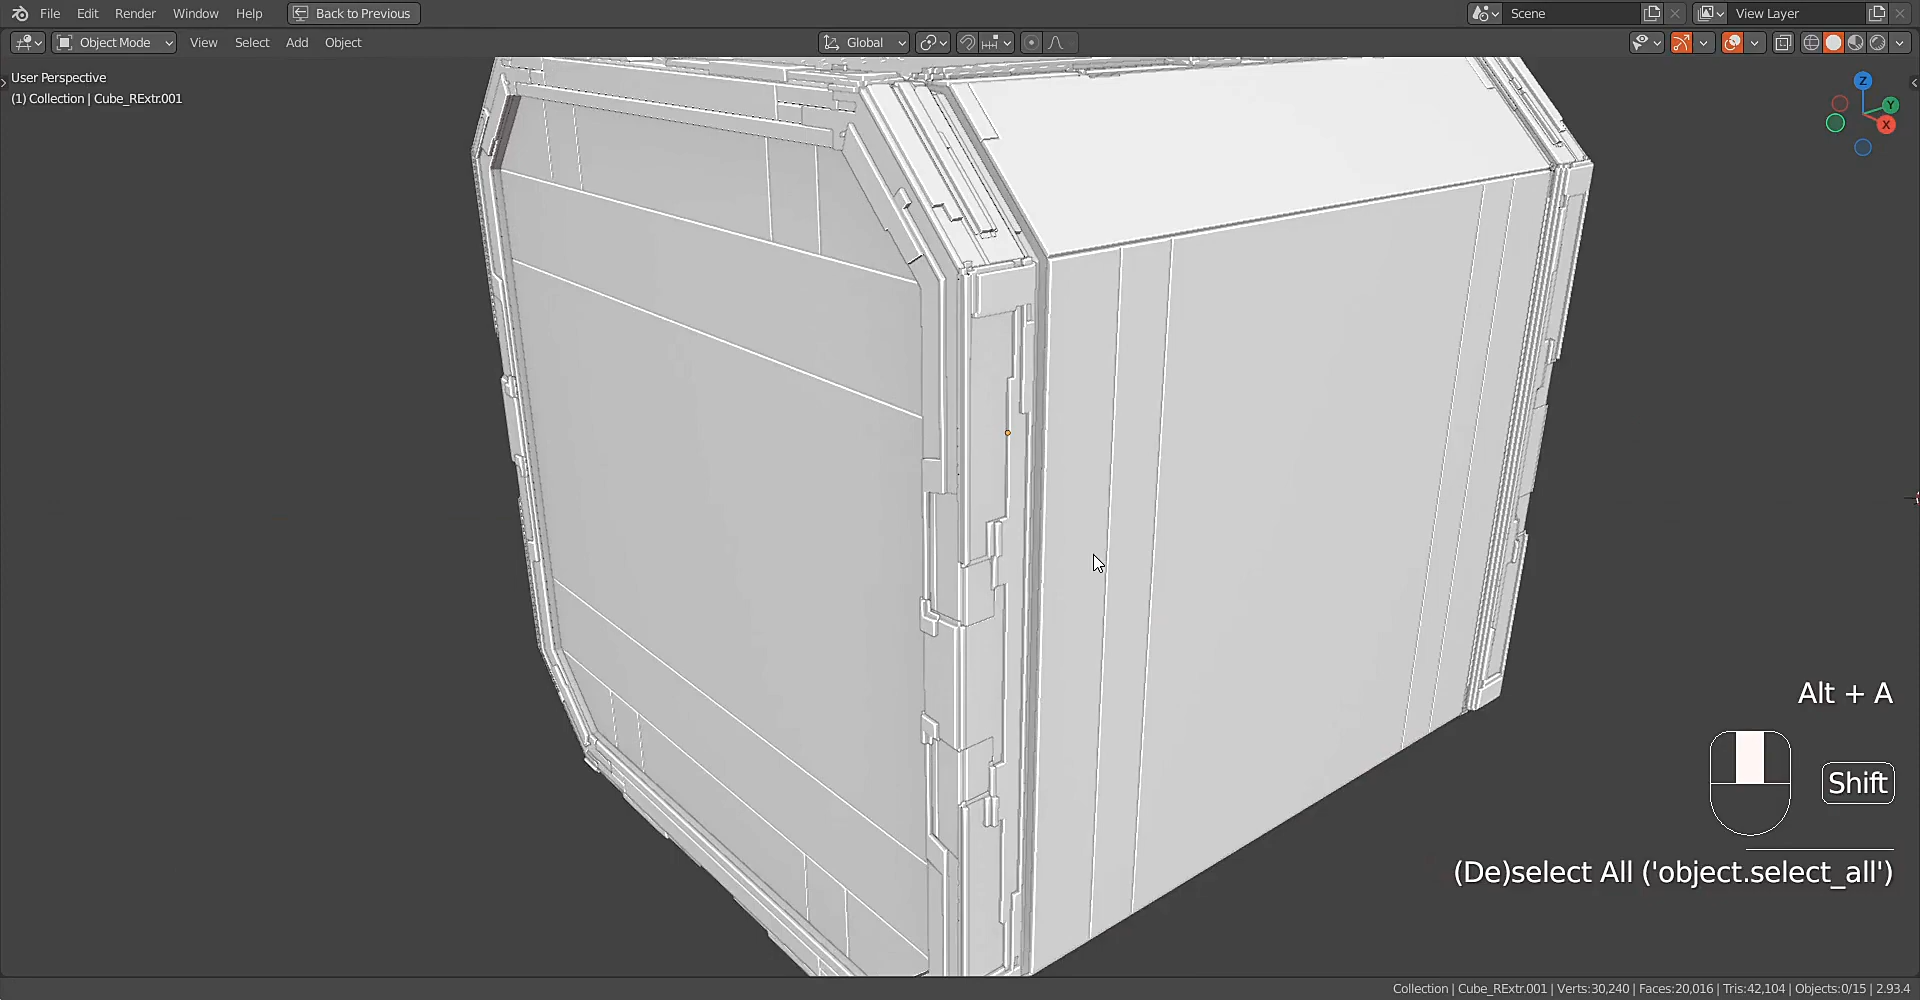 File Edit Render Window Help Back to Previous Scene View Layer
Object Mode View Select Add Object Global
User Perspective
(1) Collection | Cube_RExtr.001
Z
Y
X
Alt + A
Shift
(De)select All ('object.select_all')
Collection | Cube_RExtr.001 | Verts:30,240 | Faces:20,016 | Tris:42,104 | Objects:0/15 | 2.93.4